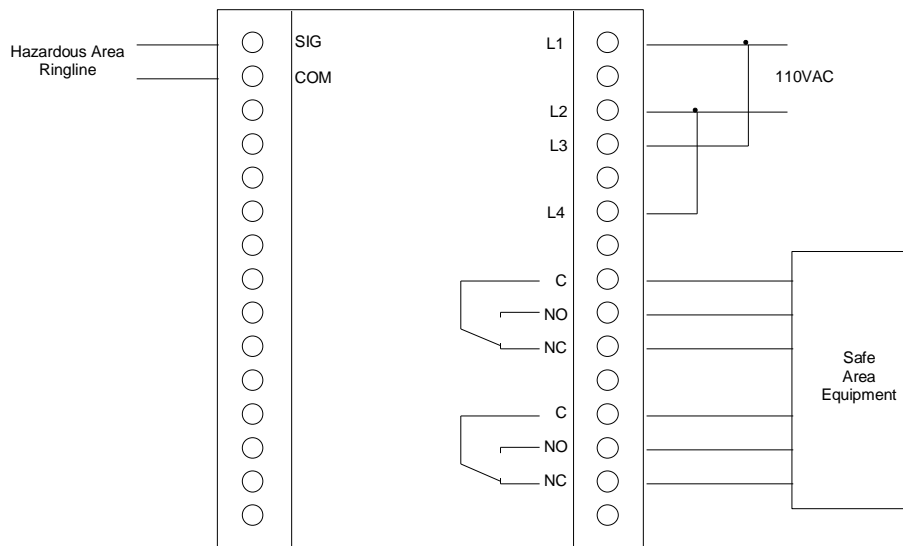 Hazardous Area
Ringline
SIG
COM
L1
L2
L3
L4
110VAC
C
NO
NC
C
NO
NC
Safe
Area
Equipment